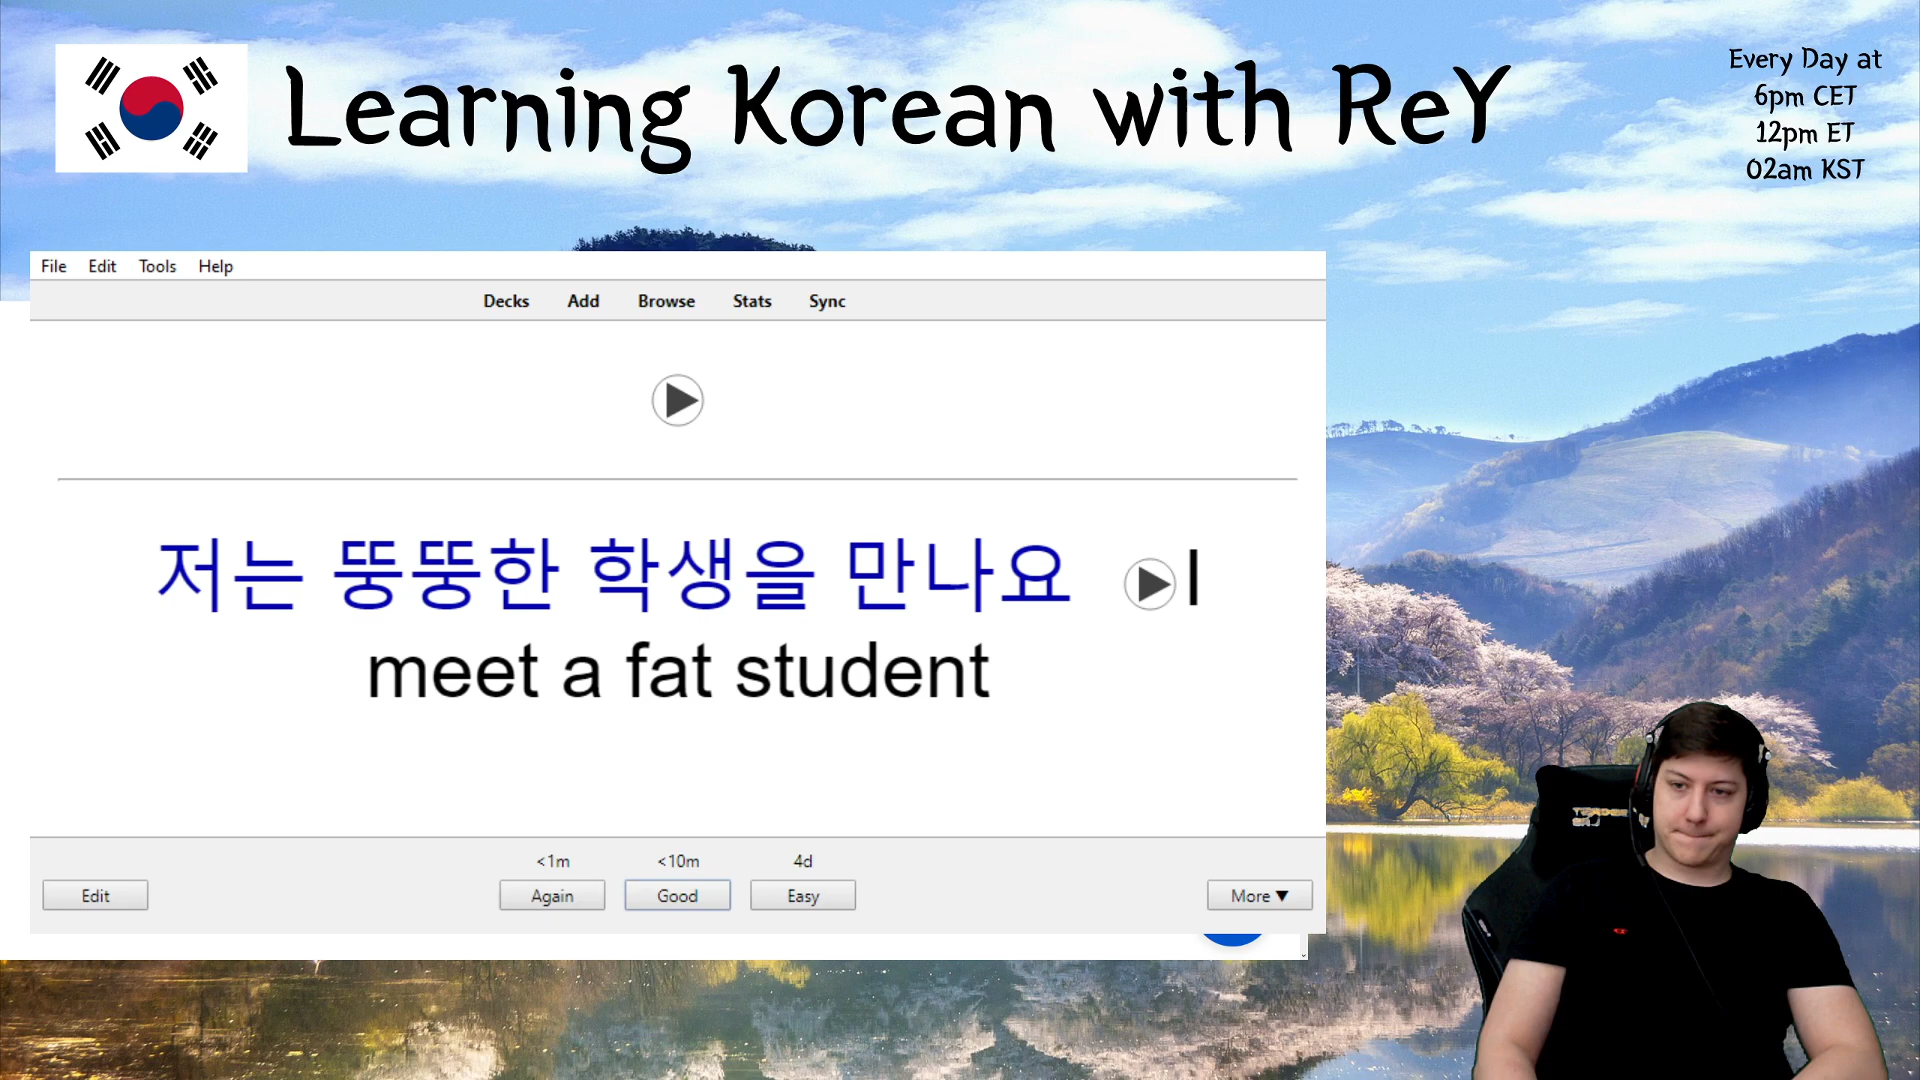 Learning Korean with ReY
Every Day at
6pm CET
12pm ET
02am KST
File Edit Tools Help
Decks Add Browse Stats Sync
저는 뚱뚱한 학생을 만나요 I
meet a fat student
<1m <10m 4d
Edit Again Good Easy More ▼